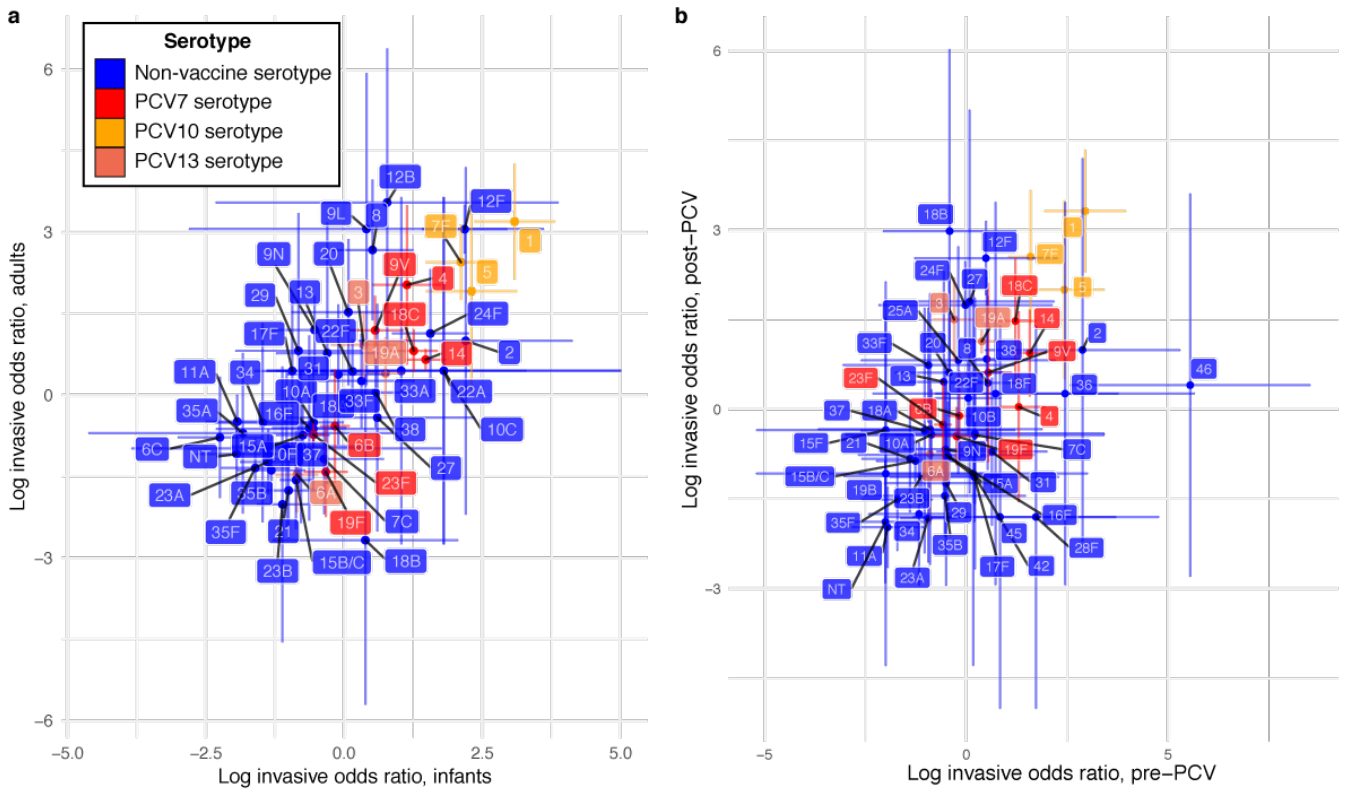 a
Serotype
Non-vaccine serotype
PCV7 serotype
PCV10 serotype
PCV13 serotype
6
3
0
−3
−6
Log invasive odds ratio, adults
12B
9L
8
12F
7F
1
9N
20
9V
5
4
29
13
3
18C
24F
17F
22F
19A
14
2
11A
34
31
10A
33F
33A
22A
35A
16F
38
10C
6C
NT
15A
37
6B
27
23A
35B
6A
23F
35F
21
19F
7C
23B
15B/C
18B
−5.0
−2.5
0.0
2.5
5.0
Log invasive odds ratio, infants
b
6
3
0
−3
Log invasive odds ratio, post−PCV
18B
12F
1
7F
24F
27
18C
5
3
25A
19A
14
33F
20
8
38
9V
2
23F
13
22F
18F
36
46
37
18A
6B
10B
4
15F
21
10A
9N
19F
7C
15B/C
6A
15A
31
19B
23B
29
16F
35F
34
35B
45
28F
11A
NT
23A
17F
42
−5
0
5
Log invasive odds ratio, pre−PCV